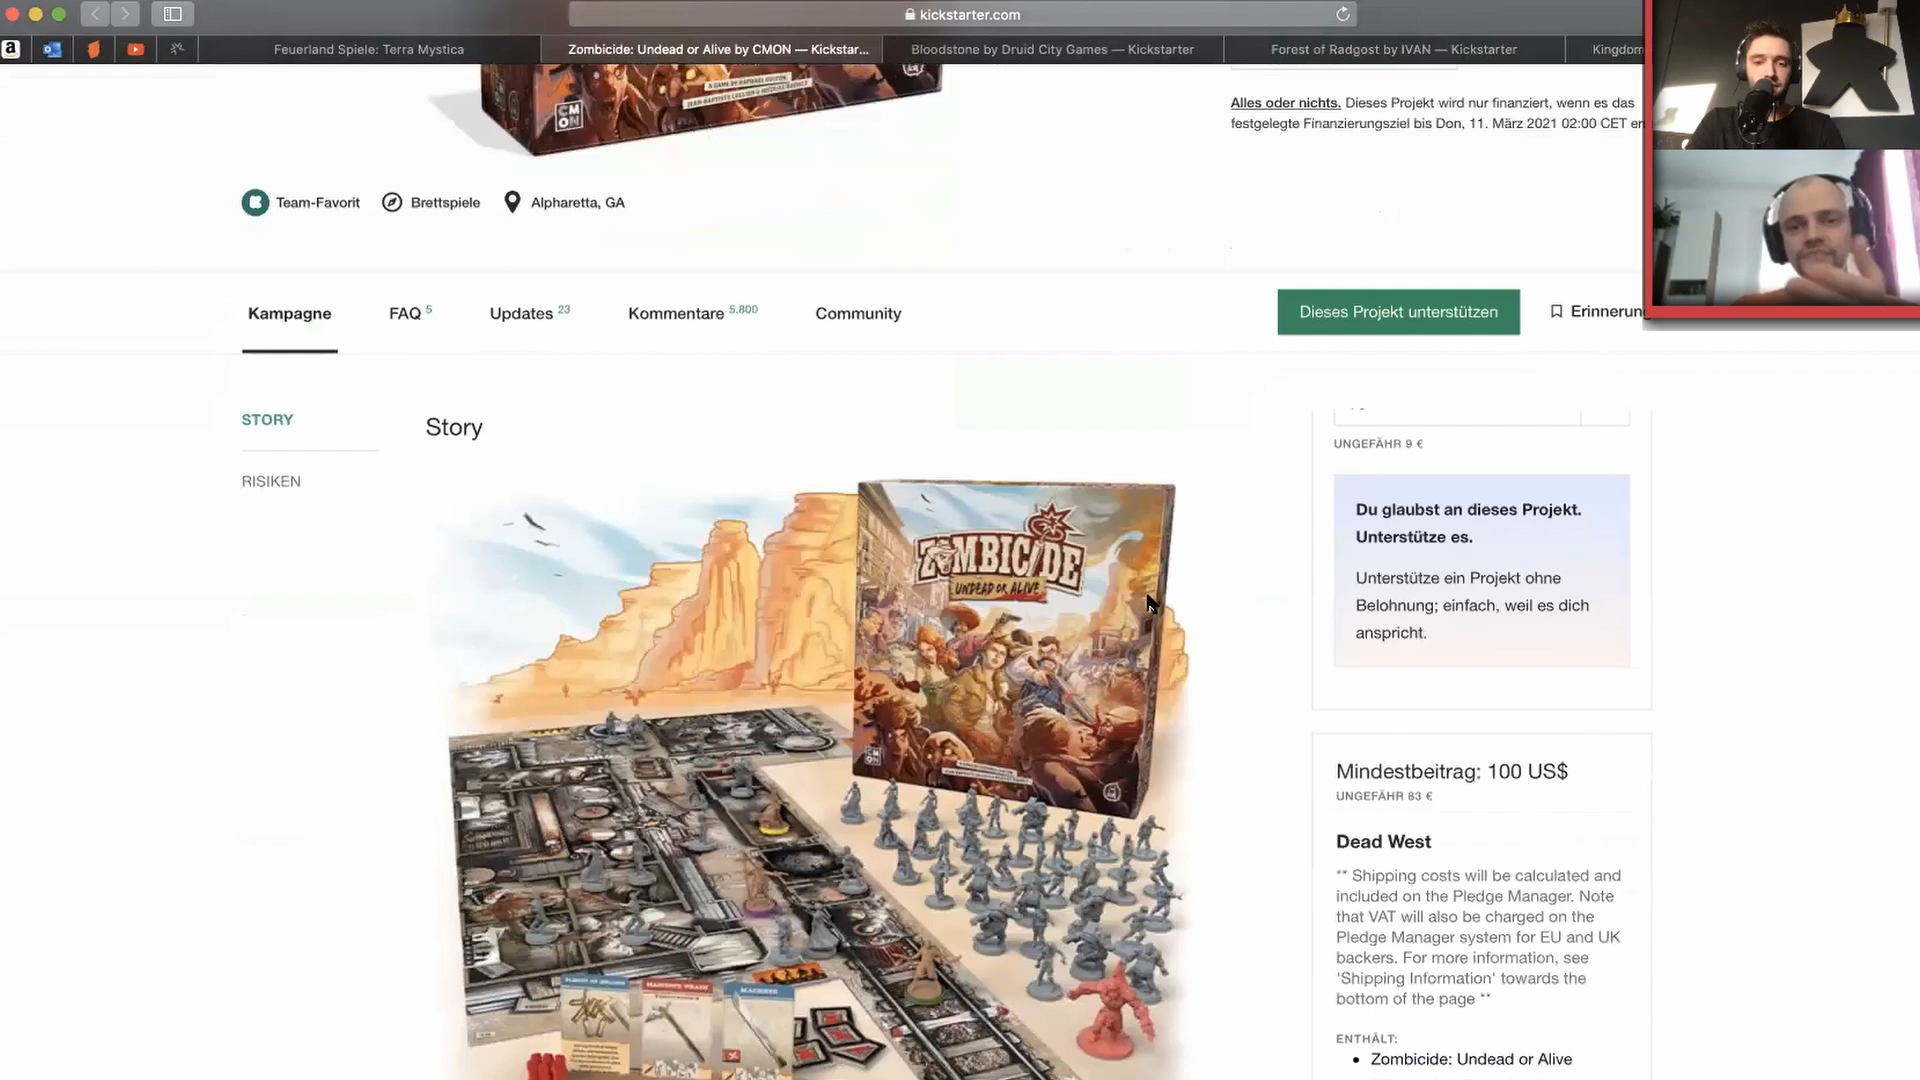 kickstarter.com
Feuerland Spiele: Terra Mystica
Zombicide: Undead or Alive by CMON — Kickstar...
Bloodstone by Druid City Games — Kickstarter
Forest of Radgost by IVAN — Kickstarter
Kingdom
CMON
Alles oder nichts. Dieses Projekt wird nur finanziert, wenn es das
festgelegte Finanzierungsziel bis Don, 11. März 2021 02:00 CET
Team-Favorit
Brettspiele
Alpharetta, GA
Kampagne
FAQ 5
Updates 23
Kommentare 5.800
Community
Dieses Projekt unterstützen
Erinnerung
STORY
RISIKEN
Story
ZOMBICIDE
UNDEAD OR ALIVE
CMON
UNGEFÄHR 9 €
Du glaubst an dieses Projekt.
Unterstütze es.
Unterstütze ein Projekt ohne
Belohnung; einfach, weil es dich
anspricht.
Mindestbeitrag: 100 US$
UNGEFÄHR 83 €
Dead West
** Shipping costs will be calculated and
included on the Pledge Manager. Note
that VAT will also be charged on the
Pledge Manager system for EU and UK
backers. For more information, see
'Shipping Information' towards the
bottom of the page **
ENTHÄLT:
• Zombicide: Undead or Alive